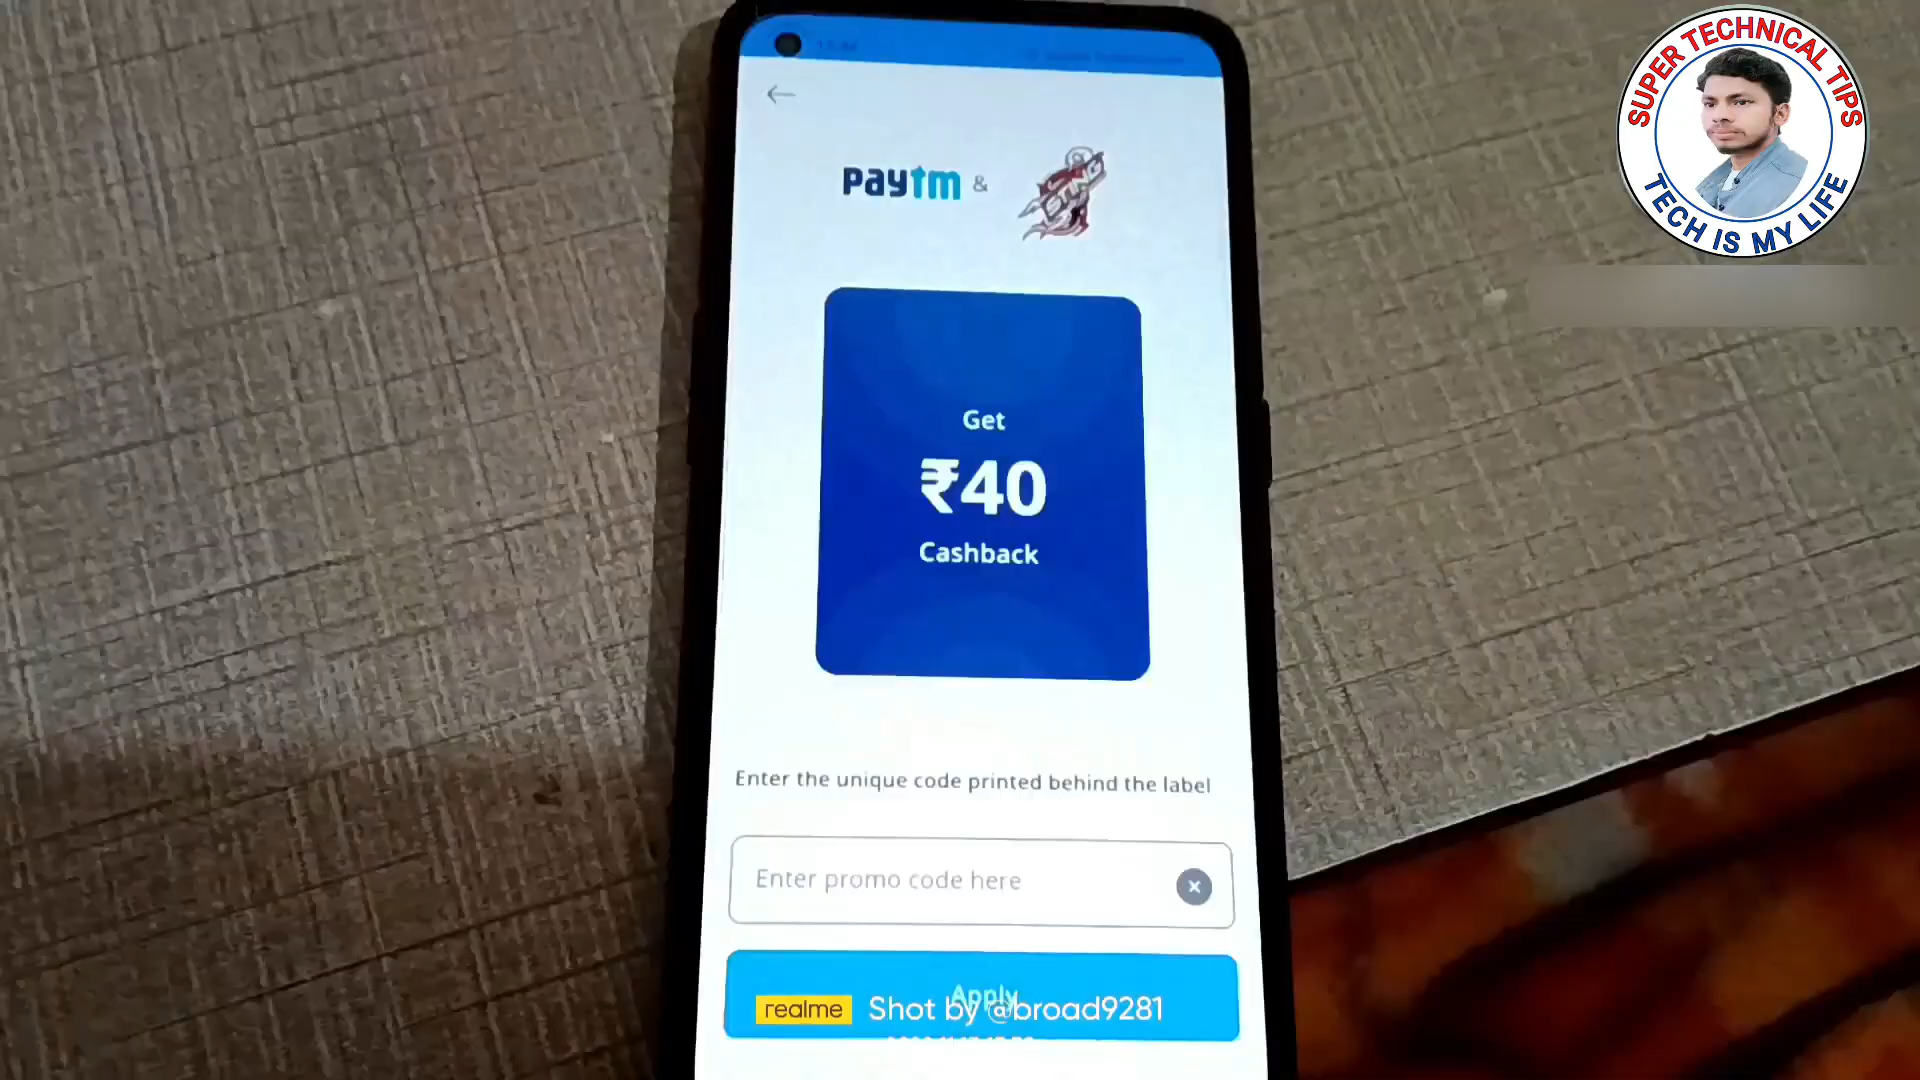 SUPER TECHNICAL TIPS
TECH IS MY LIFE
paytm & STING
Get
₹40
Cashback
Enter the unique code printed behind the label
Enter promo code here
Apply
realme Shot by @broad9281